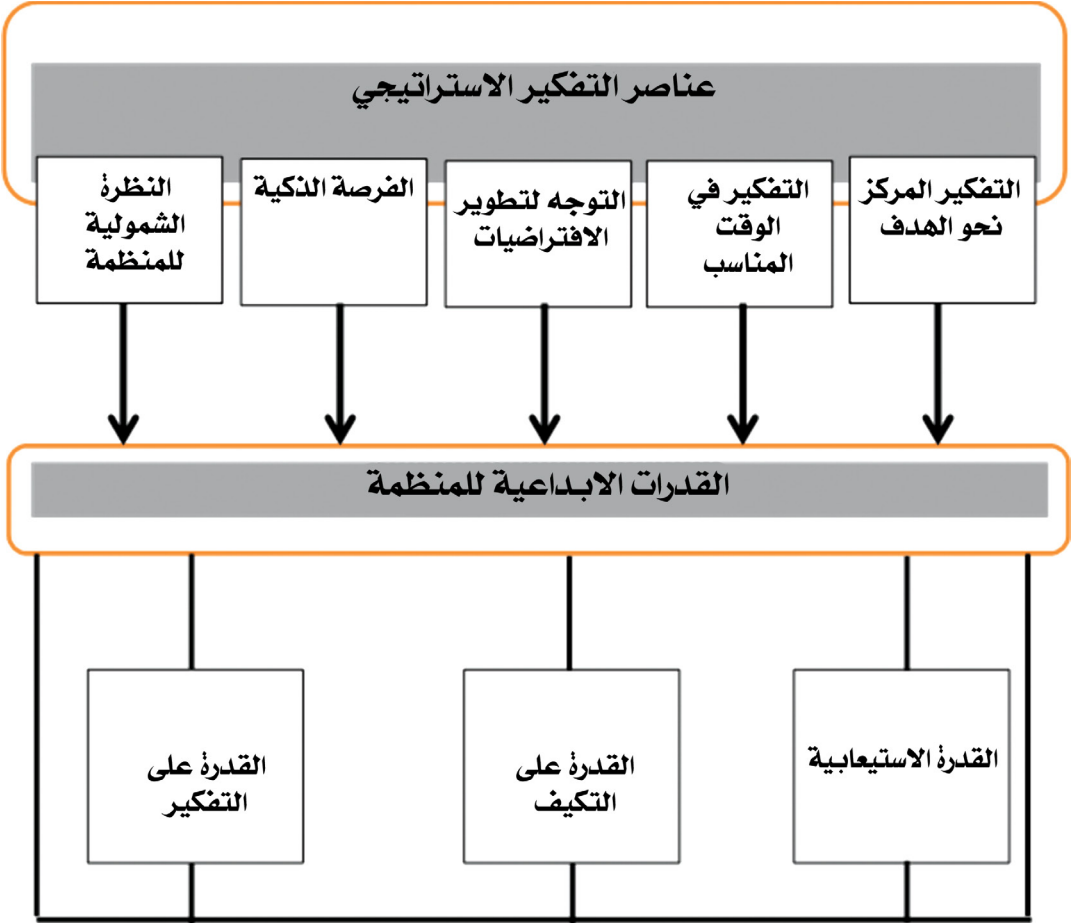 عناصر التفكير الاستراتيجي
التفكير المركز
نحو الهدف
التفكير في
الوقت
المناسب
التوجه لتطوير
الافتراضيات
الفرصة الذكية
النظرة
الشمولية
للمنظمة
القدرات الابداعية للمنظمة
القدرة الاستيعابية
القدرة على
التكيف
القدرة على
التفكير